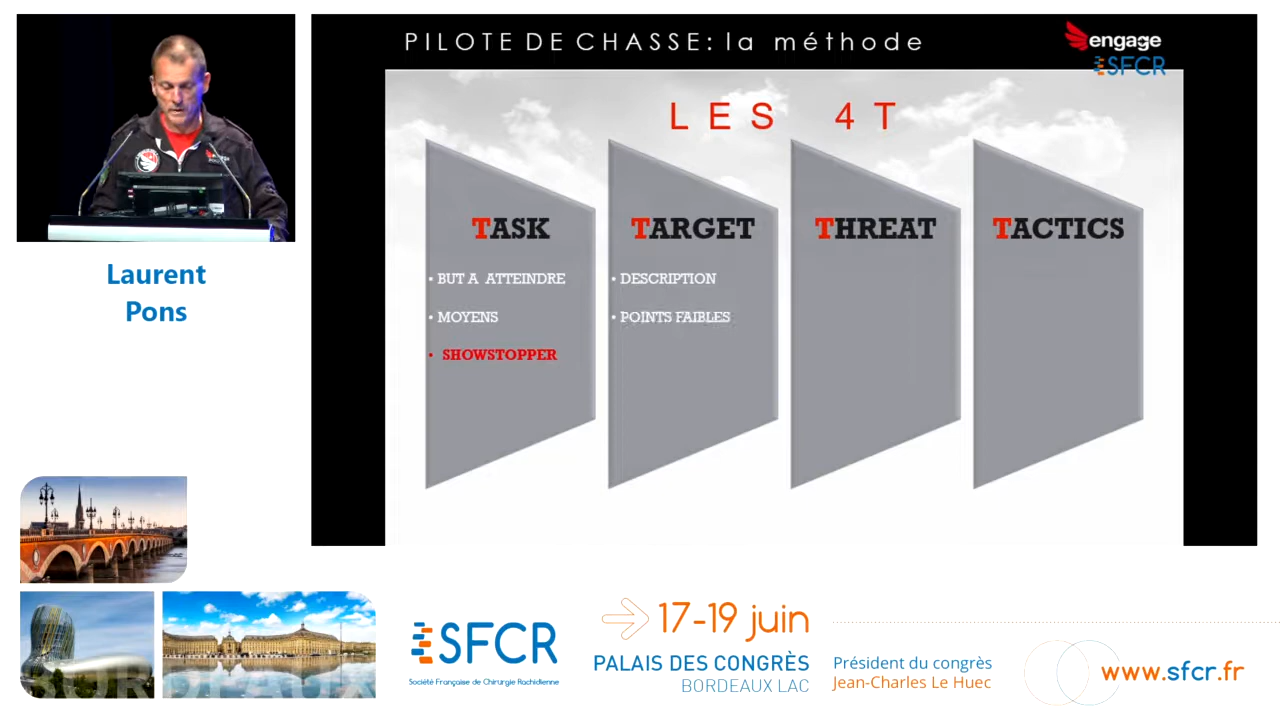 PILOTE DE CHASSE: la méthode
engage
SFCR
LES 4T
TASK
• BUT A ATTEINDRE
• MOYENS
• SHOWSTOPPER
TARGET
• DESCRIPTION
• POINTS FAIBLES
THREAT
TACTICS
Laurent
Pons
BORDEAUX
SFCR
Société Française de Chirurgie Rachidienne
17-19 juin
PALAIS DES CONGRÈS
BORDEAUX LAC
Président du congrès
Jean-Charles Le Huec
www.sfcr.fr